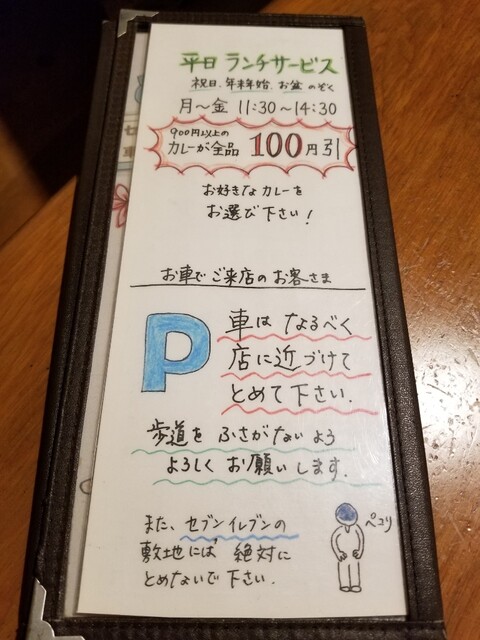 平日 ランチサービス
祝日、年末年始、お盆 のぞく
月〜金 11:30〜14:30
900円以上の
カレーが全品 100円引
お好きな カレーを
お選び下さい!
お車で ご来店の お客さま
P
車は なるべく
店に近づけて
とめて下さい.
歩道を ふさがないよう
よろしく お願いします.
また、セブンイレブンの
敷地には, 絶対に
とめないで下さい.
ペコリ